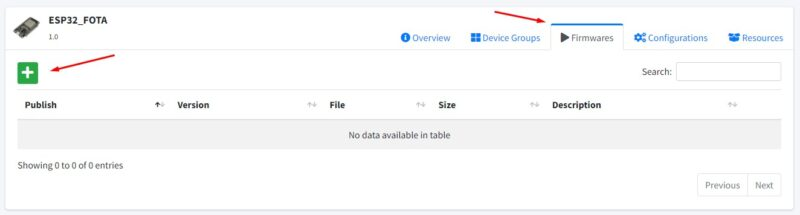 ESP32_FOTA
1.0
Overview Device Groups Firmwares Configurations Resources
Search:
Publish Version File Size Description
No data available in table
Showing 0 to 0 of 0 entries
Previous Next